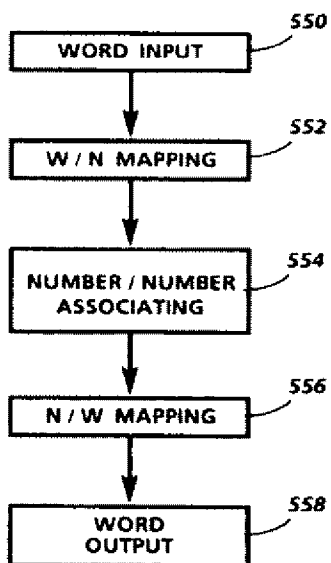 550
WORD INPUT
552
W / N MAPPING
554
NUMBER / NUMBER
ASSOCIATING
556
N / W MAPPING
558
WORD
OUTPUT